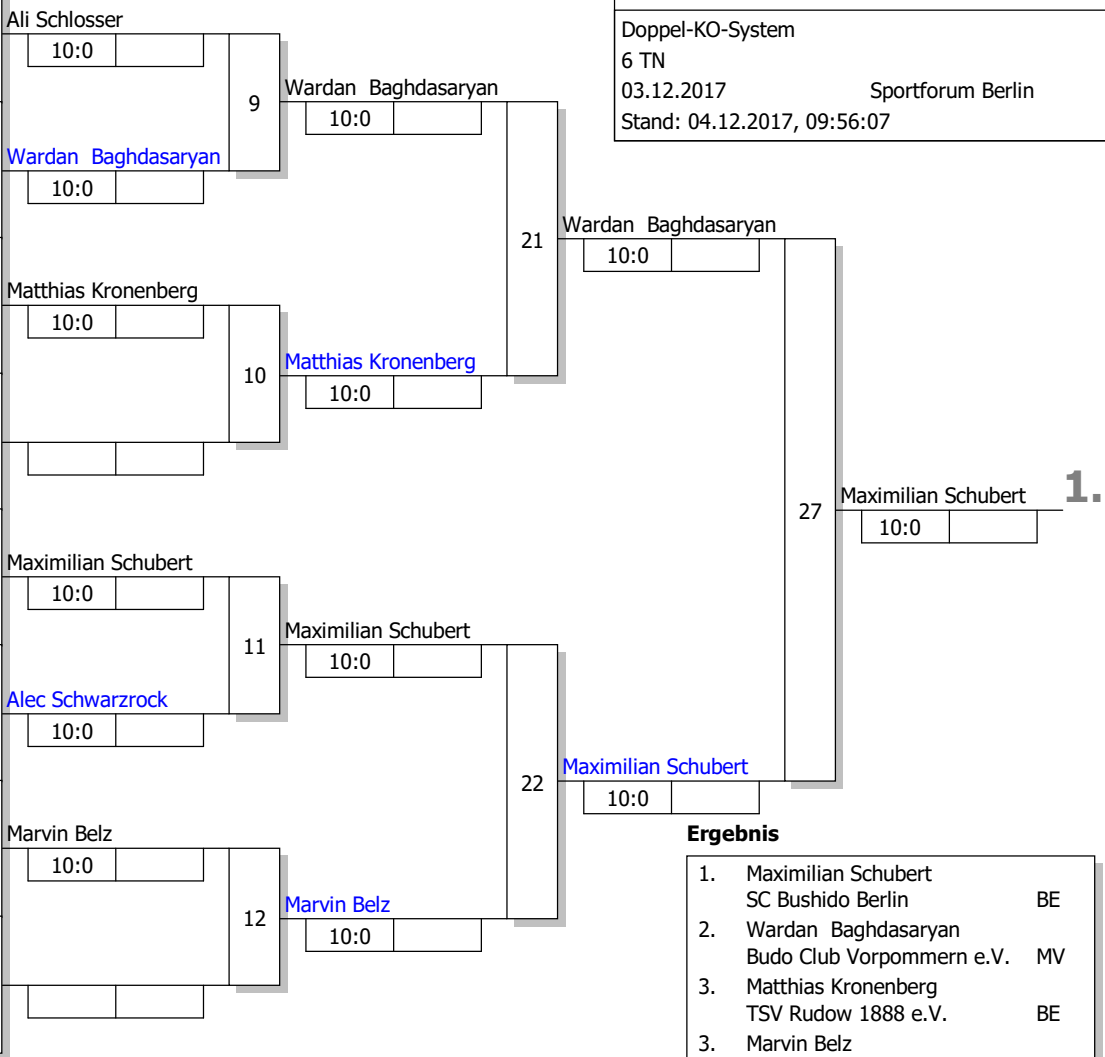 Ali Schlosser
10:0
Doppel-KO-System
6 TN
03.12.2017 Sportforum Berlin
Stand: 04.12.2017, 09:56:07
9
Wardan Baghdasaryan
10:0
Wardan Baghdasaryan
10:0
21
Wardan Baghdasaryan
10:0
Matthias Kronenberg
10:0
10
Matthias Kronenberg
10:0
27
Maximilian Schubert 1.
10:0
Maximilian Schubert
10:0
11
Maximilian Schubert
10:0
Alec Schwarzrock
10:0
22
Maximilian Schubert
10:0
Marvin Belz
10:0
12
Marvin Belz
10:0
Ergebnis
1. Maximilian Schubert
SC Bushido Berlin BE
2. Wardan Baghdasaryan
Budo Club Vorpommern e.V. MV
3. Matthias Kronenberg
TSV Rudow 1888 e.V. BE
3. Marvin Belz